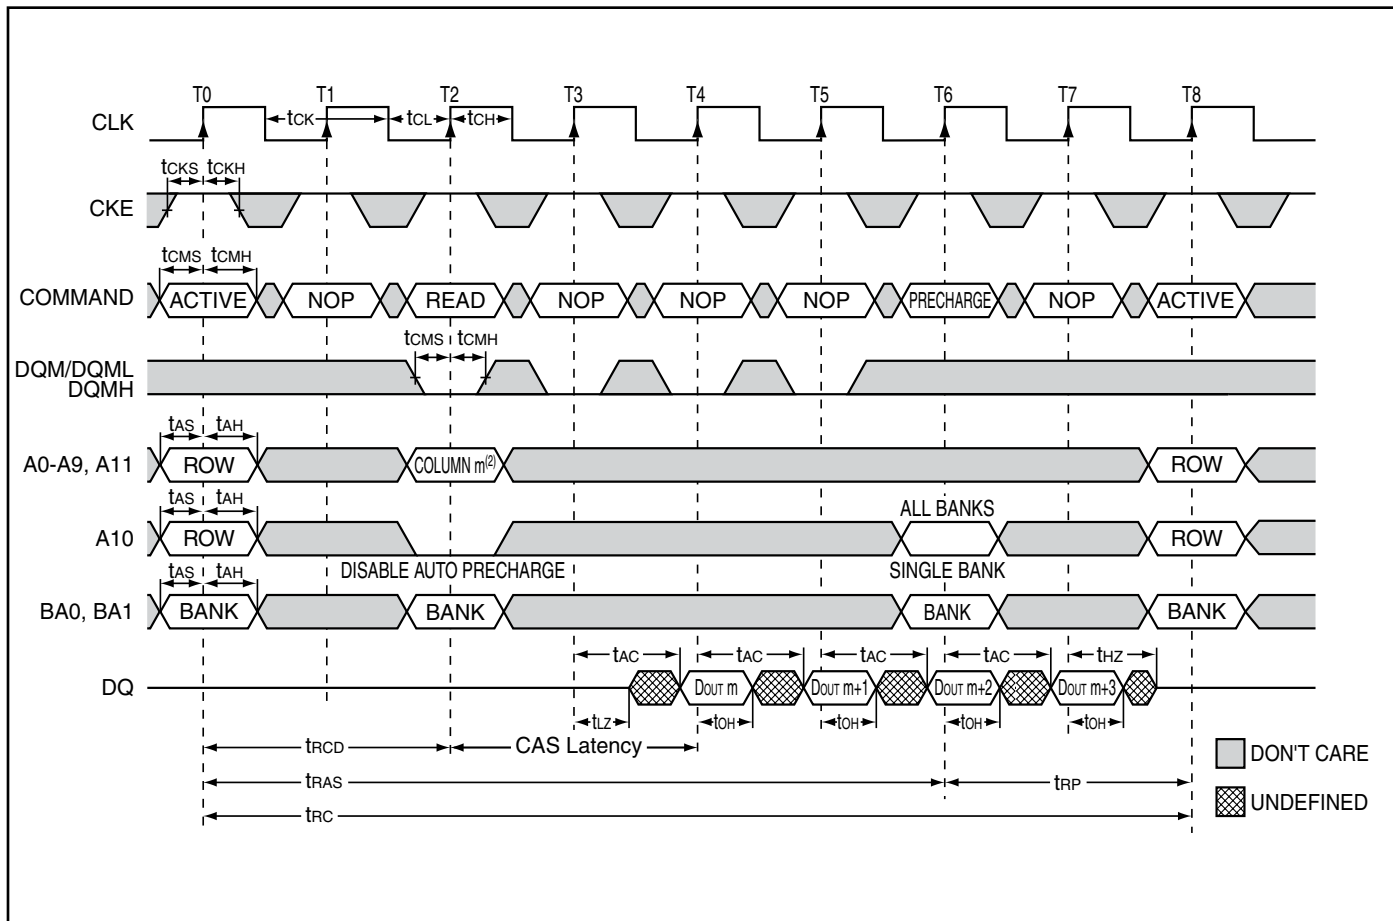 T0 T1 T2 T3 T4 T5 T6 T7 T8
CLK tCK tCL tCH
tCKS tCKH
CKE
tCMS tCMH
COMMAND ACTIVE NOP READ NOP NOP NOP PRECHARGE NOP ACTIVE
tCMS tCMH
DQM/DQML
DQMH
tAS tAH
A0-A9, A11 ROW COLUMN m(2) ROW
tAS tAH ALL BANKS
A10 ROW ROW
DISABLE AUTO PRECHARGE SINGLE BANK
tAS tAH
BA0, BA1 BANK BANK BANK BANK
tAC tAC tAC tAC tHZ
DQ DOUT m DOUT m+1 DOUT m+2 DOUT m+3
tLZ tOH tOH tOH tOH
tRCD CAS Latency
DON'T CARE
tRAS tRP
UNDEFINED
tRC